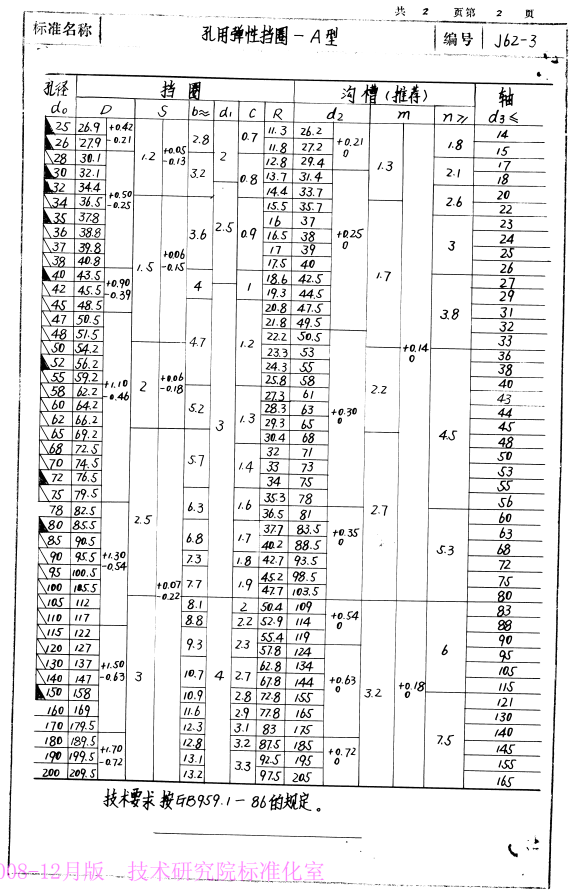 共 2 页第 2 页
标准名称 孔用弹性挡圈-A型 编号 J62-3
孔径 挡圈 沟槽(推荐) 轴
d₀ D S b≈ d₁ c R d₂ m n≥ d₃≤
25 26.9 +0.42 -0.21 1.2 +0.05 -0.13 2.8 2 0.7 11.3 26.2 +0.21 0 1.3 +0.14 0 1.8 14
26 27.9 11.8 27.2 15
28 30.1 +0.50 -0.25 3.2 12.8 29.4 2.1 17
30 32.1 0.8 13.7 31.4 +0.25 0 18
32 34.4 14.4 33.7 2.6 20
34 36.5 1.5 +0.06 -0.15 3.6 2.5 0.9 15.5 35.7 1.7 22
35 37.8 16 37 3 23
36 38.8 16.5 38 24
37 39.8 17 39 25
38 40.8 17.5 40 26
40 43.5 +0.90 -0.39 4 3 1 18.6 42.5 3.8 27
42 45.5 19.3 44.5 29
45 48.5 4.7 1.2 20.8 47.5 31
47 50.5 +1.10 -0.46 21.8 49.5 32
48 51.5 22.2 50.5 +0.30 0 33
50 54.2 2 +0.06 -0.18 23.3 53 2.2 4.5 36
52 56.2 24.3 55 38
55 59.2 25.8 58 40
58 62.2 5.2 1.3 27.3 61 43
60 64.2 28.3 63 44
62 66.2 29.3 65 45
65 69.2 2.5 +0.07 -0.22 5.7 30.4 68 2.7 48
68 72.5 1.4 32 71 50
70 74.5 33 73 53
72 76.5 34 75 55
75 79.5 6.3 1.6 35.3 78 56
78 82.5 +1.30 -0.54 36.5 81 +0.35 0 5.3 60
80 85.5 6.8 1.7 37.7 83.5 63
85 90.5 40.2 88.5 68
90 95.5 7.3 1.8 42.7 93.5 72
95 100.5 7.7 1.9 45.2 98.5 75
100 105.5 47.7 103.5 80
105 112 3 8.1 4 2 50.4 109 +0.54 0 3.2 +0.18 0 6 83
110 117 8.8 2.2 52.9 114 88
115 122 +1.50 -0.63 9.3 2.3 55.4 119 90
120 127 57.8 124 +0.63 0 95
130 137 10.7 2.7 62.8 134 105
140 147 67.8 144 115
150 158 10.9 2.8 72.8 155 7.5 121
160 169 11.6 2.9 77.8 165 130
170 179.5 12.3 3.1 83 175 140
180 189.5 +1.70 -0.72 12.8 3.2 87.5 185 +0.72 0 145
190 199.5 13.1 3.3 92.5 195 155
200 209.5 13.2 97.5 205 165
技术要求按GB959.1-86的规定。
008-12月版 技术研究院标准化室